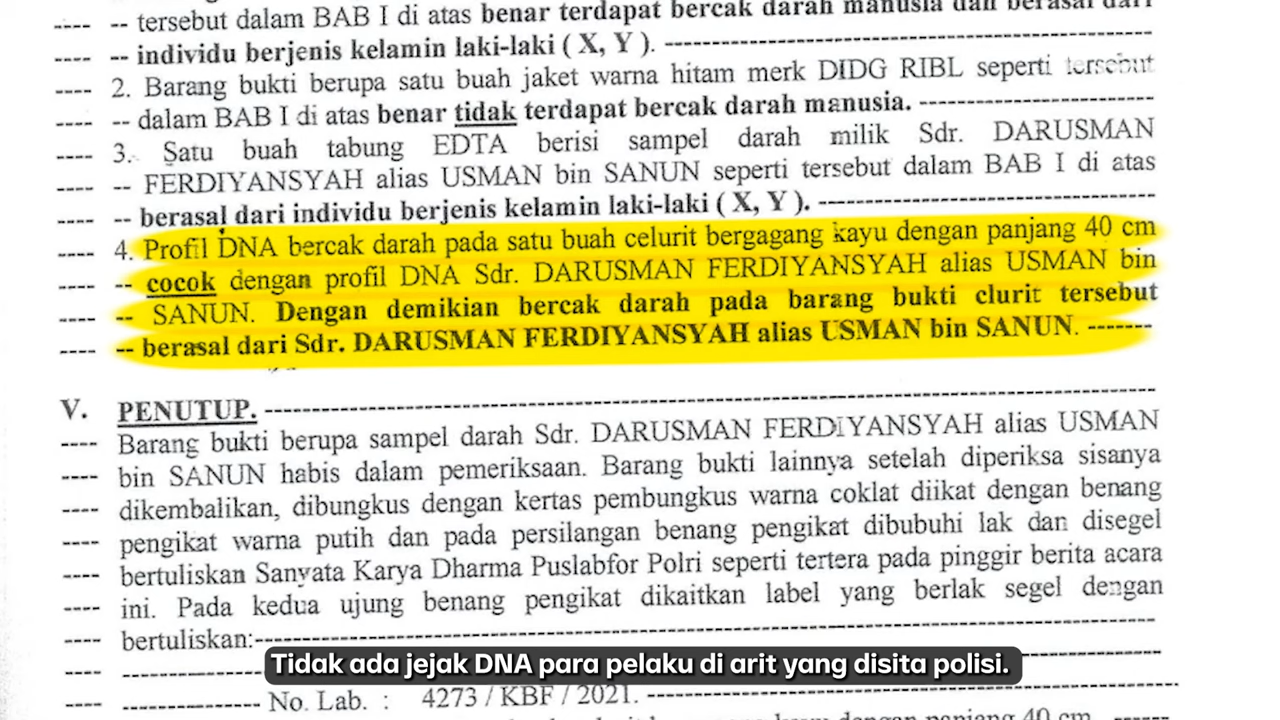 ---- -- tersebut dalam BAB I di atas benar terdapat bercak darah manusia dan berasal dari
---- -- individu berjenis kelamin laki-laki ( X, Y ). ----------------------------------------
---- 2. Barang bukti berupa satu buah jaket warna hitam merk DIDG RIBL seperti tersebut
---- -- dalam BAB I di atas benar tidak terdapat bercak darah manusia. --------------------
---- 3. Satu buah tabung EDTA berisi sampel darah milik Sdr. DARUSMAN
---- -- FERDIYANSYAH alias USMAN bin SANUN seperti tersebut dalam BAB I di atas
---- -- berasal dari individu berjenis kelamin laki-laki ( X, Y ). ----------------------------
---- 4. Profil DNA bercak darah pada satu buah celurit bergagang kayu dengan panjang 40 cm
---- -- cocok dengan profil DNA Sdr. DARUSMAN FERDIYANSYAH alias USMAN bin
---- -- SANUN. Dengan demikian bercak darah pada barang bukti clurit tersebut
---- -- berasal dari Sdr. DARUSMAN FERDIYANSYAH alias USMAN bin SANUN. -------
V. PENUTUP. ----------------------------------------
---- Barang bukti berupa sampel darah Sdr. DARUSMAN FERDIYANSYAH alias USMAN
---- bin SANUN habis dalam pemeriksaan. Barang bukti lainnya setelah diperiksa sisanya
---- dikembalikan, dibungkus dengan kertas pembungkus warna coklat diikat dengan benang
---- pengikat warna putih dan pada persilangan benang pengikat dibubuhi lak dan disegel
---- bertuliskan Sanyata Karya Dharma Puslabfor Polri seperti tertera pada pinggir berita acara
---- ini. Pada kedua ujung benang pengikat dikaitkan label yang berlak segel dengan
---- bertuliskan:----------------------------------------
Tidak ada jejak DNA para pelaku di arit yang disita polisi.
---- ------------- No. Lab. : 4273 / KBF / 2021. ----------------------------------------
dengan panjang 40 cm